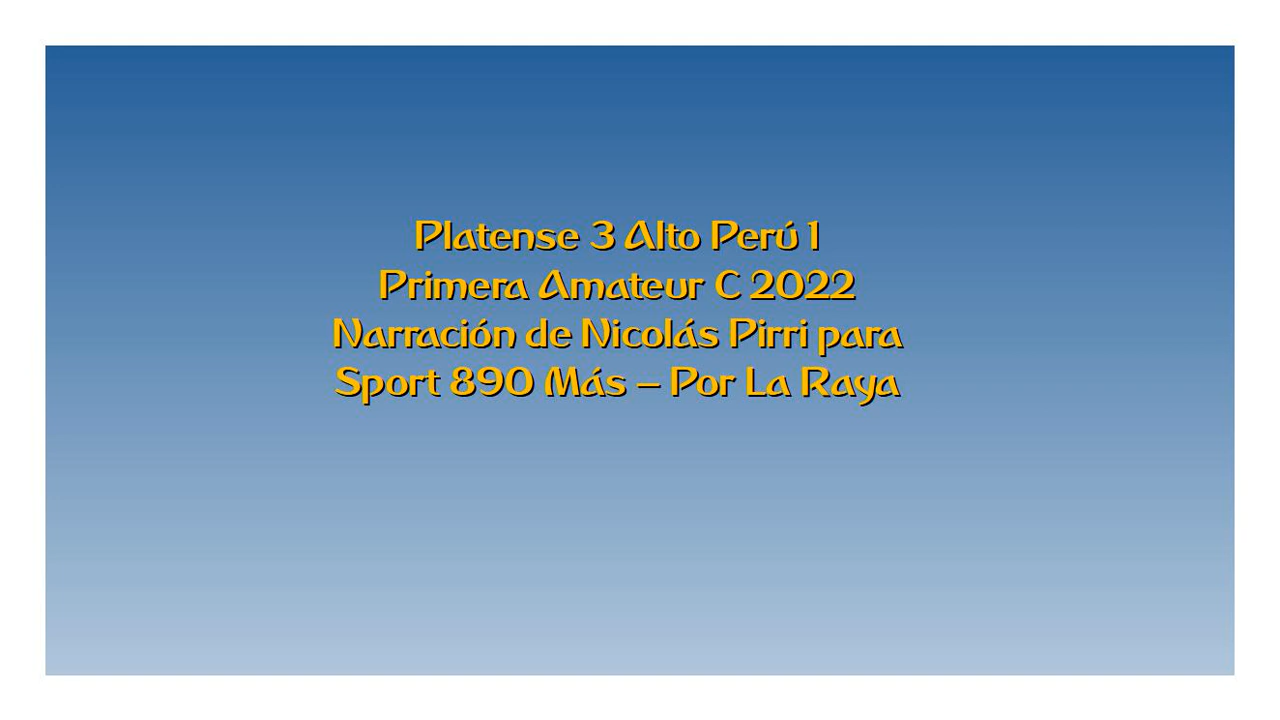 Platense 3 Alto Perú 1
Primera Amateur C 2022
Narración de Nicolás Pirri para
Sport 890 Más – Por La Raya